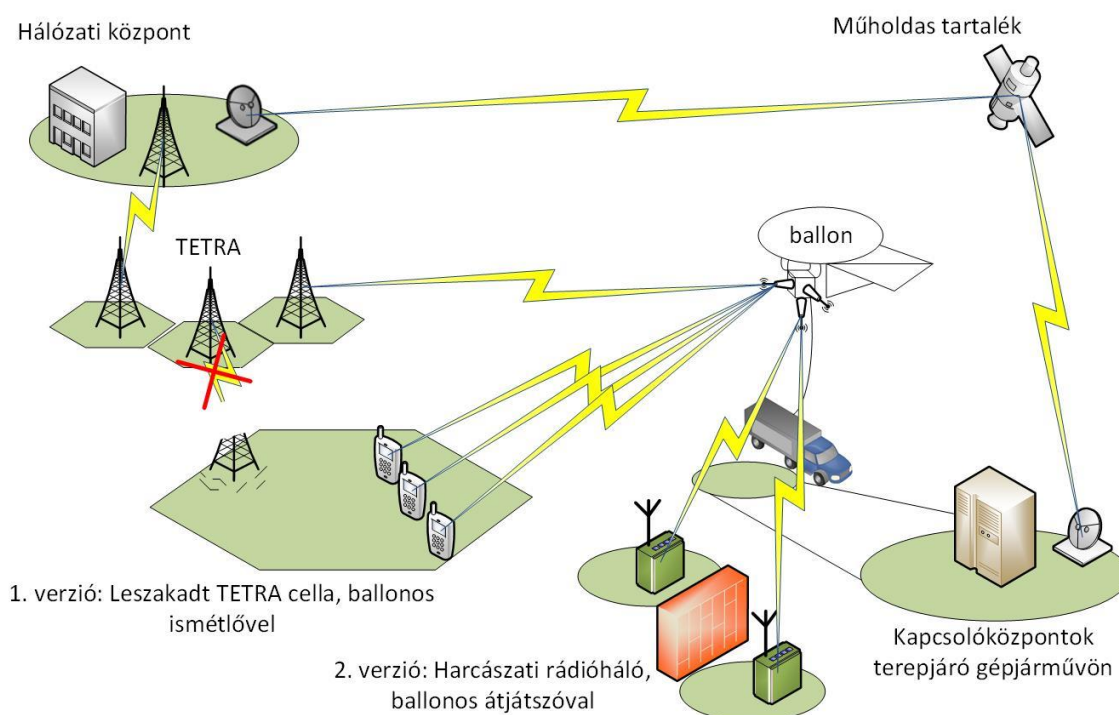 Hálózati központ
Műholdas tartalék
TETRA
ballon
1. verzió: Leszakadt TETRA cella, ballonos
ismétlővel
2. verzió: Harcászati rádióháló,
ballonos átjátszóval
Kapcsolóközpontok
terepjáró gépjárművön